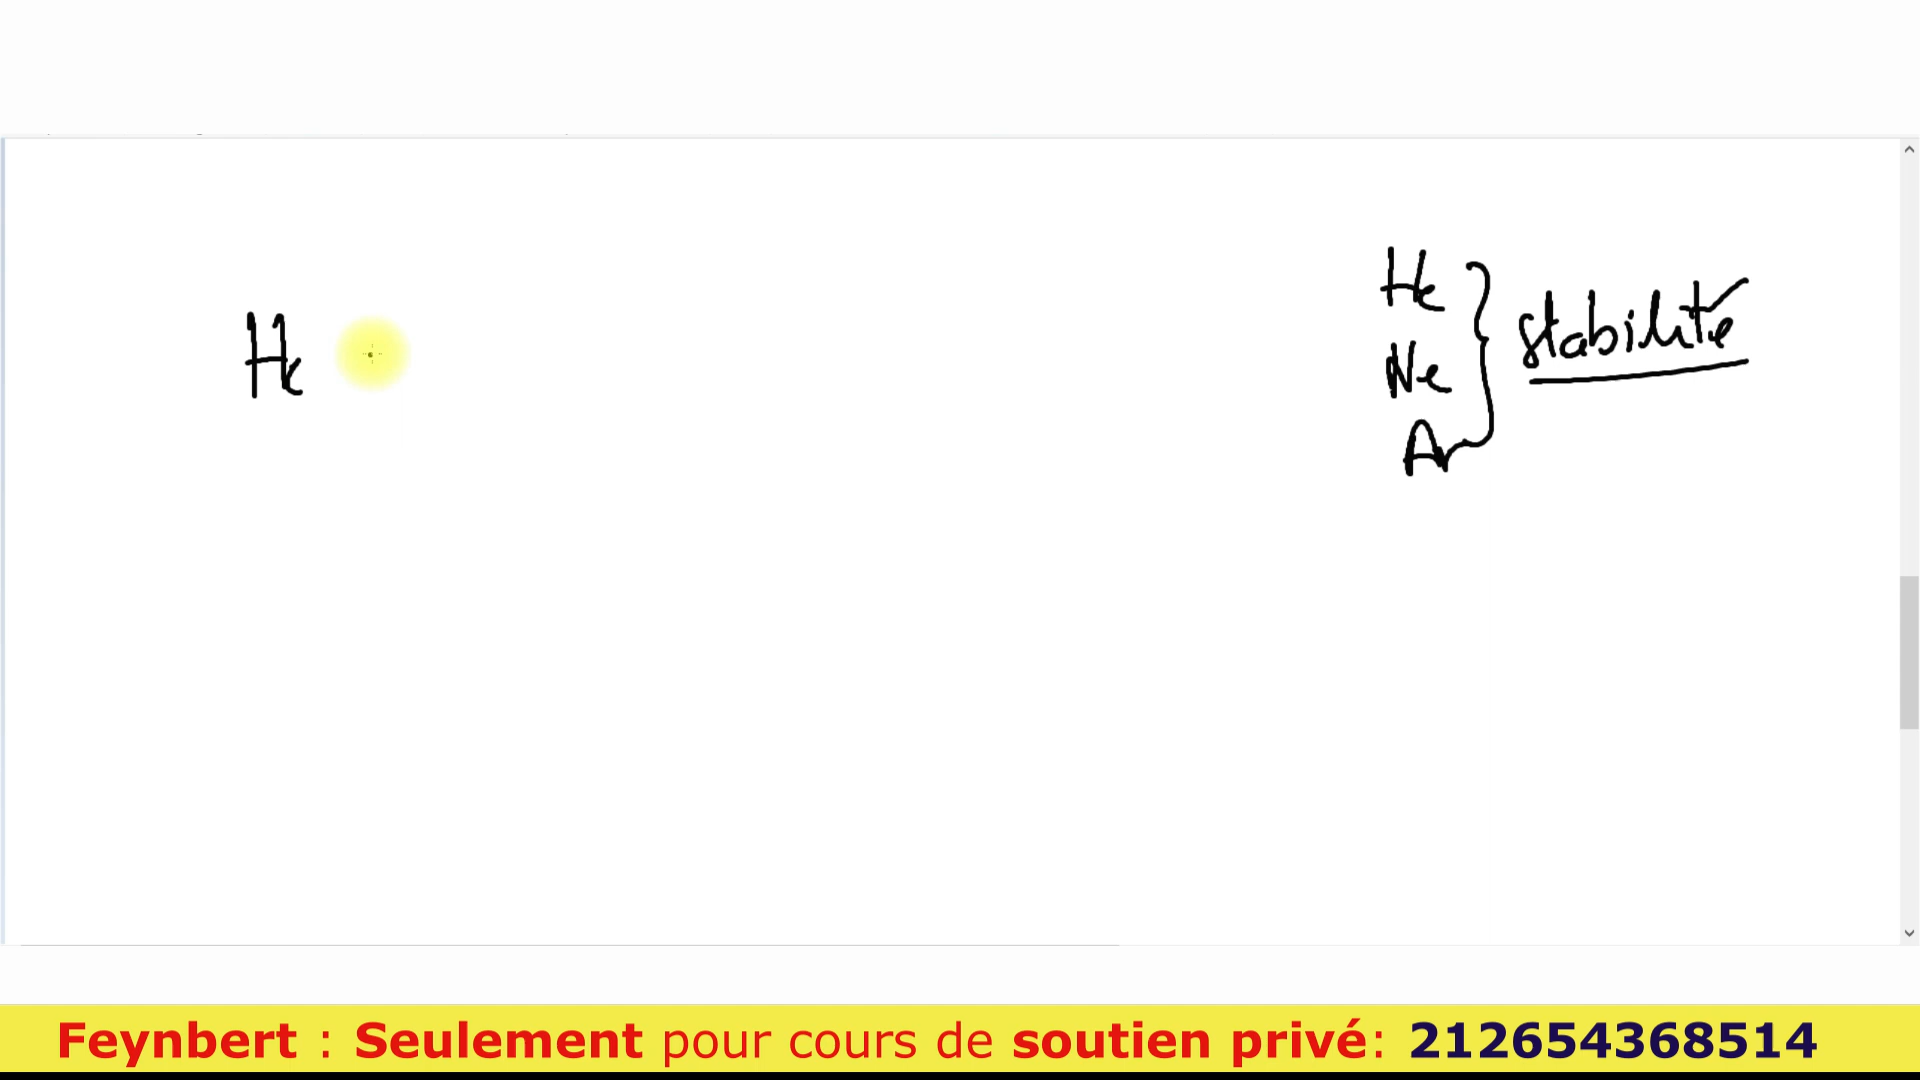 He
He
Ne
Ar
stabilité
Feynbert : Seulement pour cours de soutien privé: 212654368514